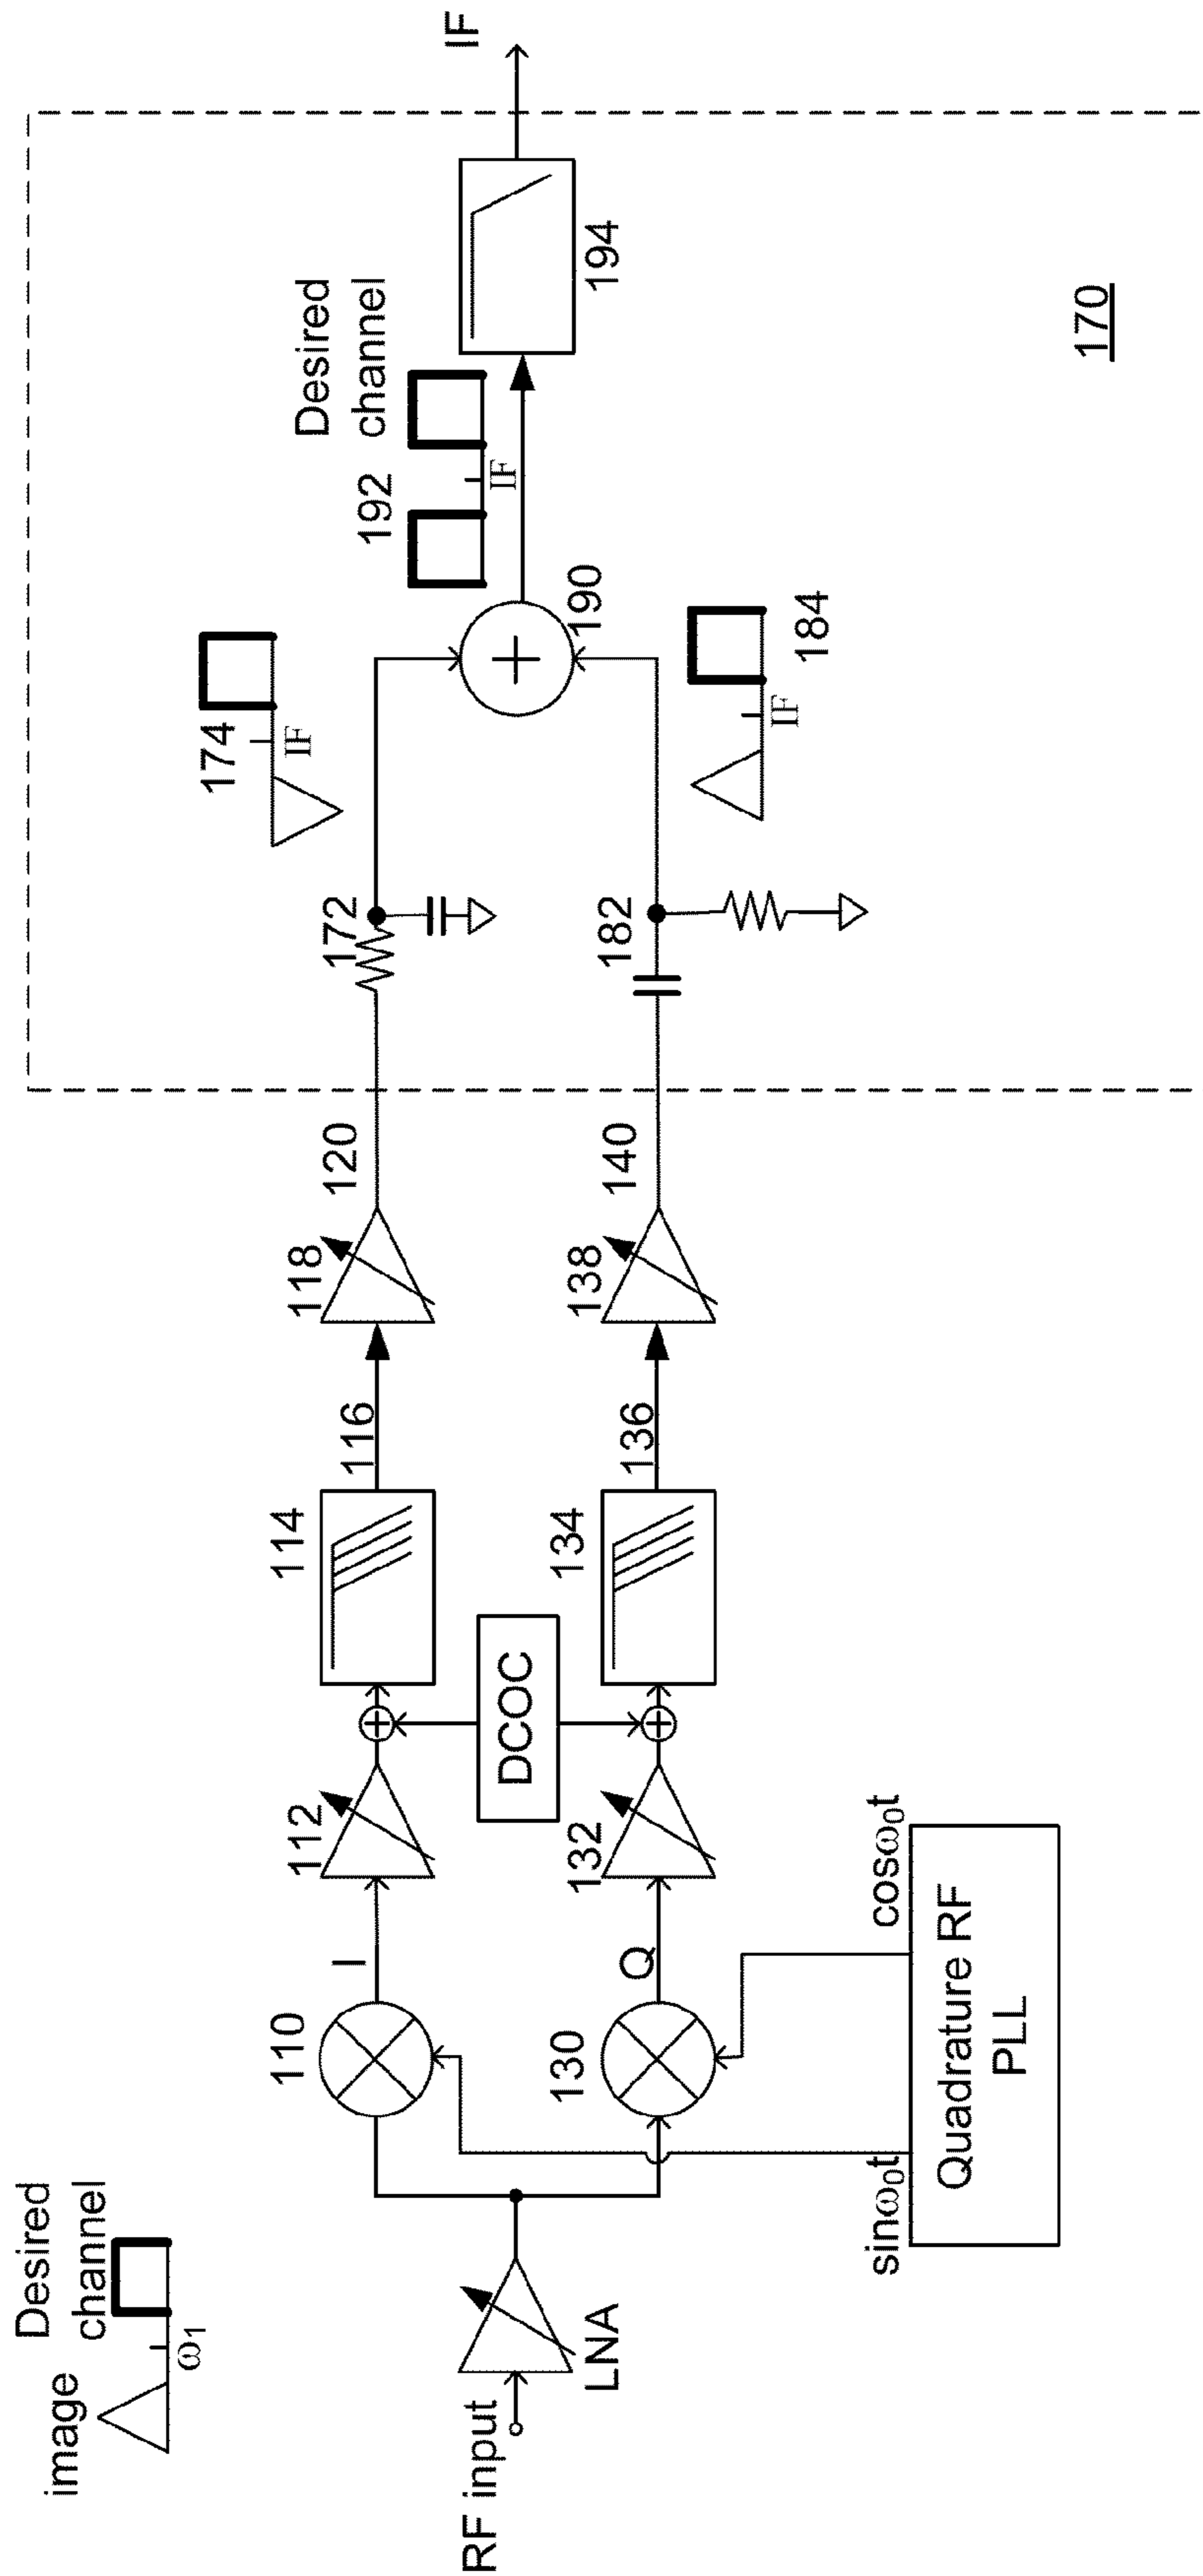 image
Desired
channel
ω₁
RF input
LNA
110
I
112
114
116
118
120
130
Q
132
134
136
138
140
DCOC
sinω₀t
cosω₀t
Quadrature RF
PLL
172
174
IF
182
184
IF
190
192
Desired
channel
IF
194
IF
170